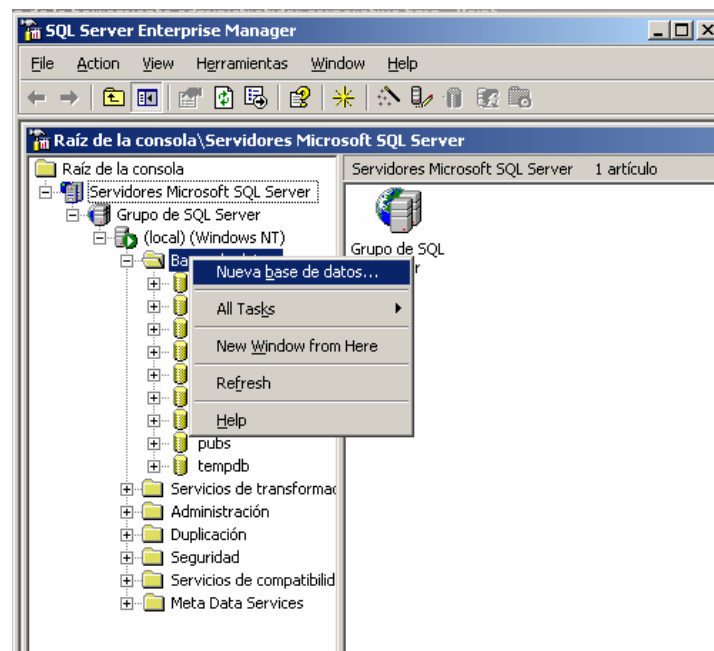 SQL Server Enterprise Manager
File Action View Herramientas Window Help
Raíz de la consola\Servidores Microsoft SQL Server
Raíz de la consola
Servidores Microsoft SQL Server 1 artículo
Servidores Microsoft SQL Server
Grupo de SQL Server
(local) (Windows NT)
Grupo de SQL
Nueva base de datos...
All Tasks
New Window from Here
Refresh
Help
pubs
tempdb
Servicios de transformac
Administración
Duplicación
Seguridad
Servicios de compatibilid
Meta Data Services